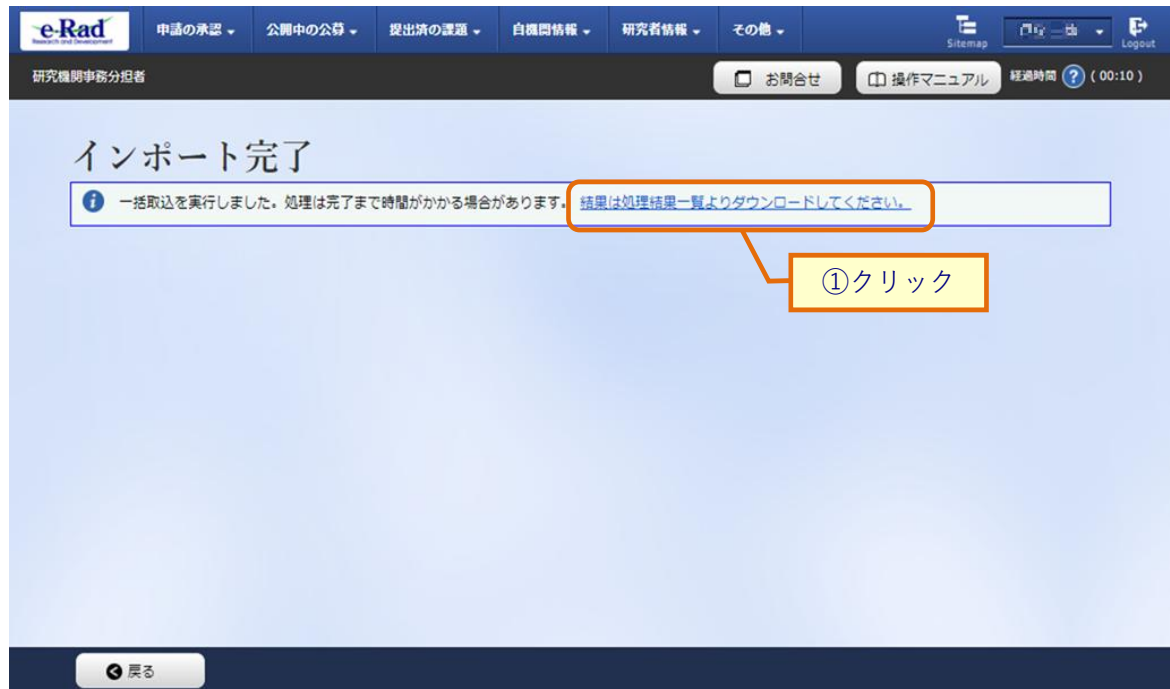 e-Rad
Research and Development
申請の承認
公開中の公募
提出済の課題
自機関情報
研究者情報
その他
Sitemap
Logout
研究機関事務分担者
お問合せ
操作マニュアル
経過時間 ? ( 00:10 )
インポート完了
一括取込を実行しました。処理は完了まで時間がかかる場合があります。 結果は処理結果一覧よりダウンロードしてください。
①クリック
戻る